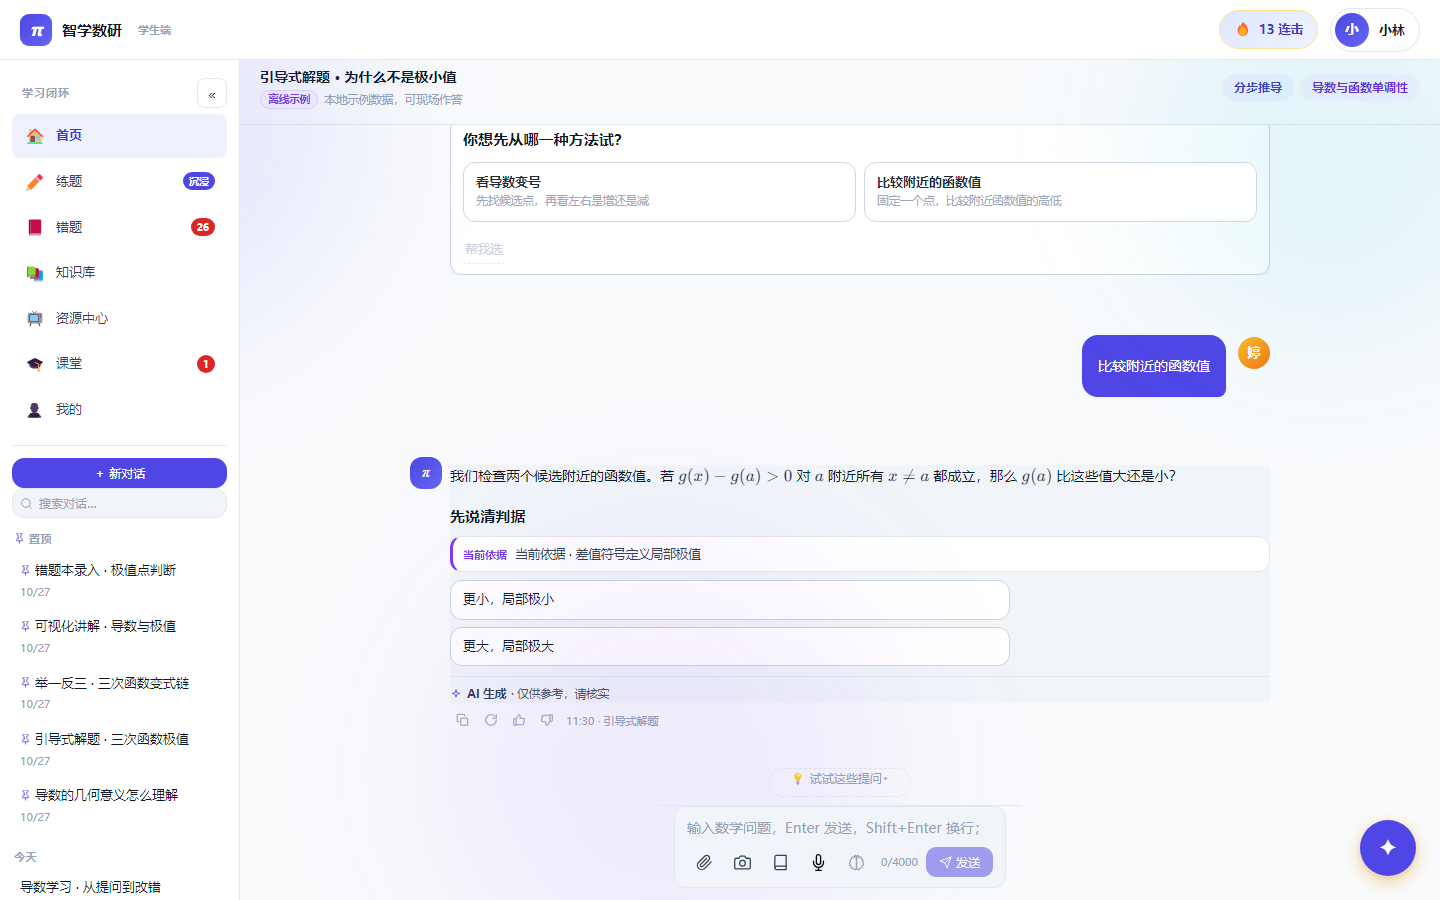 π 智学数研 学生端
13 连击
小 小林
学习闭环 «
首页
练题 沉浸
错题 26
知识库
资源中心
课堂 1
我的
+ 新对话
搜索对话...
置顶
错题本录入 · 极值点判断
10/27
可视化讲解 · 导数与极值
10/27
举一反三 · 三次函数变式链
10/27
引导式解题 · 三次函数极值
10/27
导数的几何意义怎么理解
10/27
今天
导数学习 · 从提问到改错
引导式解题 • 为什么不是极小值
离线示例 本地示例数据，可现场作答
分步推导 导数与函数单调性
你想先从哪一种方法试？
看导数变号
先找候选点，再看左右是增还是减
比较附近的函数值
固定一个点，比较附近函数值的高低
帮我选
比较附近的函数值 婷
π 我们检查两个候选附近的函数值。若 g(x) − g(a) > 0 对 a 附近所有 x ≠ a 都成立，那么 g(a) 比这些值大还是小？
先说清判据
当前依据 当前依据 · 差值符号定义局部极值
更小，局部极小
更大，局部极大
AI 生成 · 仅供参考，请核实
11:30 · 引导式解题
试试这些提问
输入数学问题，Enter 发送，Shift+Enter 换行；
0/4000 发送